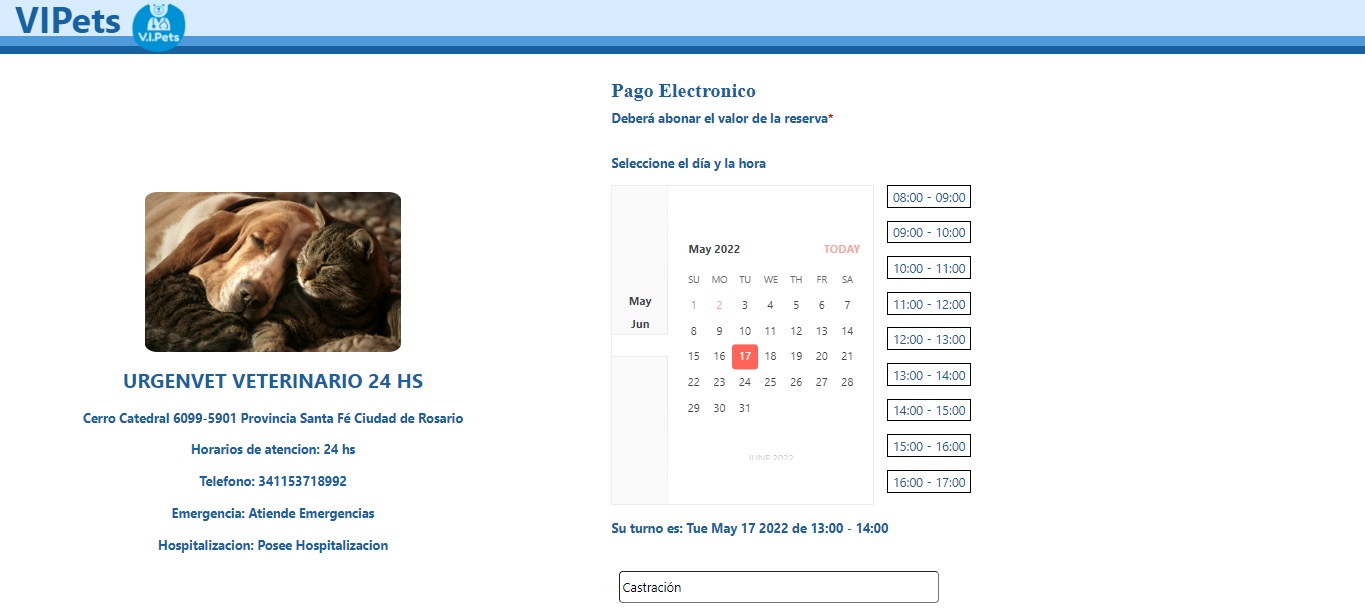 VIPets
V.I.Pets
Pago Electronico
Deberá abonar el valor de la reserva*
Seleccione el día y la hora
URGENVET VETERINARIO 24 HS
Cerro Catedral 6099-5901 Provincia Santa Fé Ciudad de Rosario
Horarios de atencion: 24 hs
Telefono: 341153718992
Emergencia: Atiende Emergencias
Hospitalizacion: Posee Hospitalizacion
May
Jun
May 2022 TODAY
SU MO TU WE TH FR SA
1 2 3 4 5 6 7
8 9 10 11 12 13 14
15 16 17 18 19 20 21
22 23 24 25 26 27 28
29 30 31
JUNE 2022
08:00 - 09:00
09:00 - 10:00
10:00 - 11:00
11:00 - 12:00
12:00 - 13:00
13:00 - 14:00
14:00 - 15:00
15:00 - 16:00
16:00 - 17:00
Su turno es: Tue May 17 2022 de 13:00 - 14:00
Castración